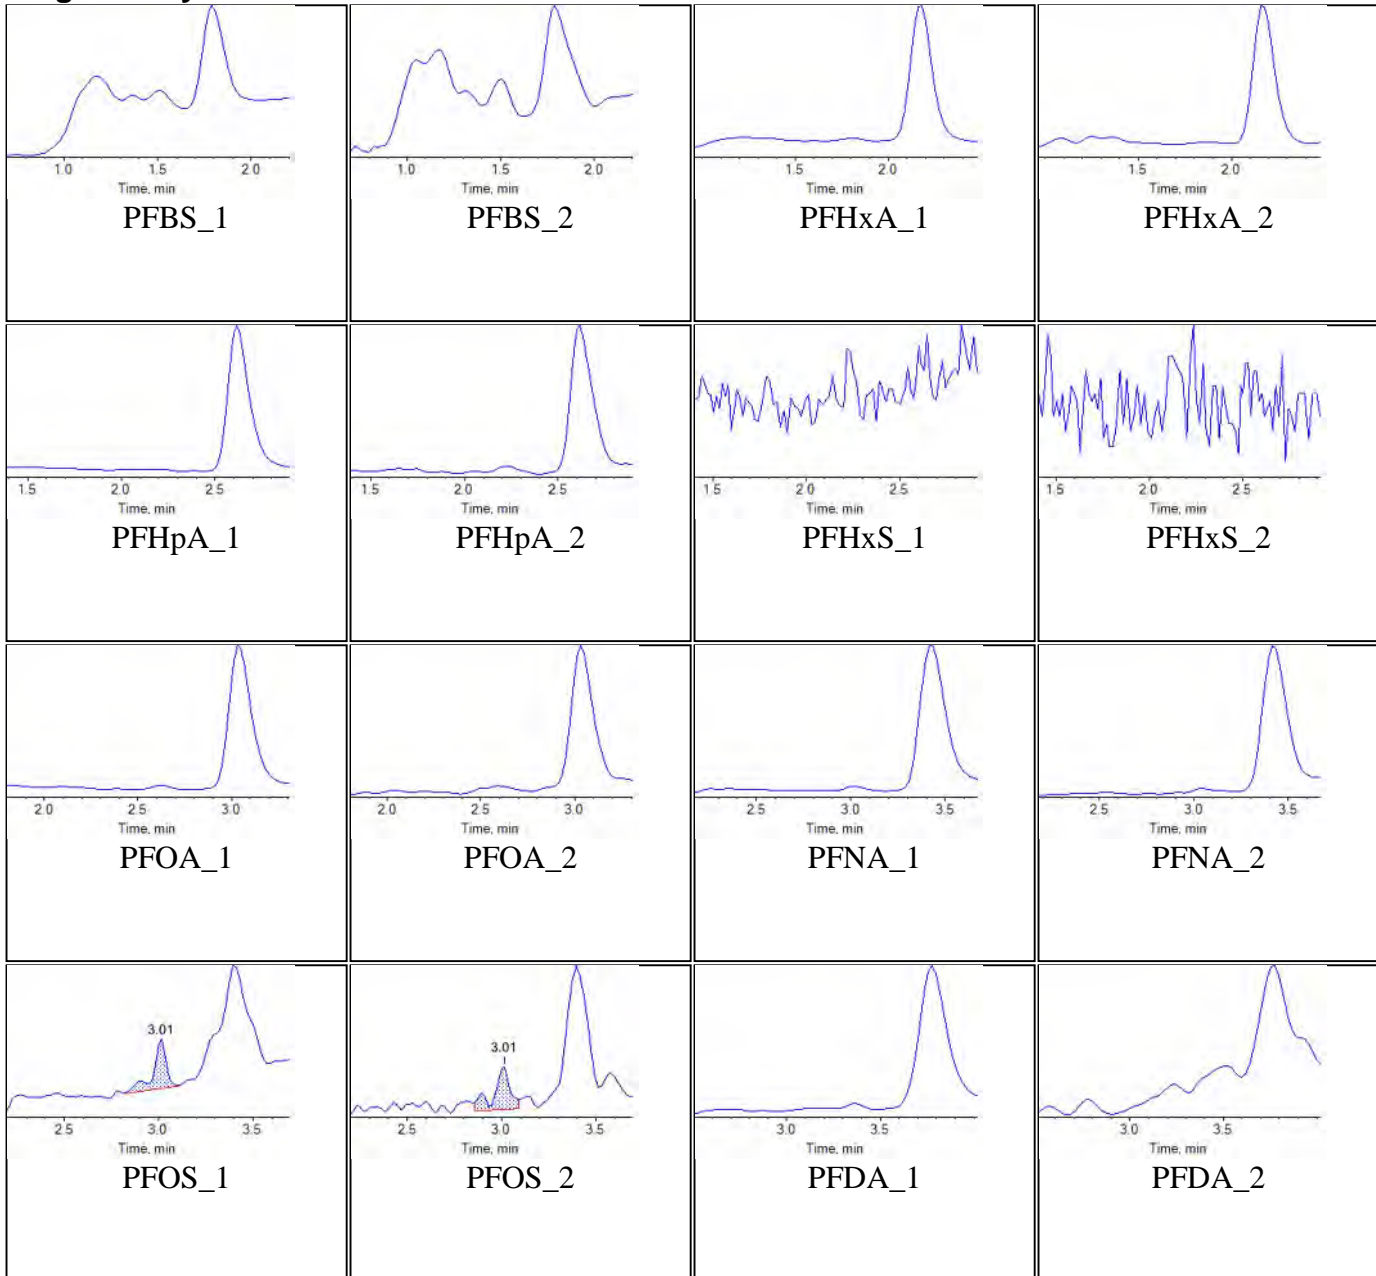 1.0 1.5 2.0 1.0 1.5 2.0 1.5 2.0 1.5 2.0
Time, min Time, min Time, min Time, min
PFBS_1 PFBS_2 PFHxA_1 PFHxA_2
1.5 2.0 2.5 1.5 2.0 2.5 1.5 2.0 2.5 1.5 2.0 2.5
Time, min Time, min Time, min Time, min
PFHpA_1 PFHpA_2 PFHxS_1 PFHxS_2
2.0 2.5 3.0 2.0 2.5 3.0 2.5 3.0 3.5 2.5 3.0 3.5
Time, min Time, min Time, min Time, min
PFOA_1 PFOA_2 PFNA_1 PFNA_2
3.01 3.01
2.5 3.0 3.5 2.5 3.0 3.5 3.0 3.5 3.0 3.5
Time, min Time, min Time, min Time, min
PFOS_1 PFOS_2 PFDA_1 PFDA_2